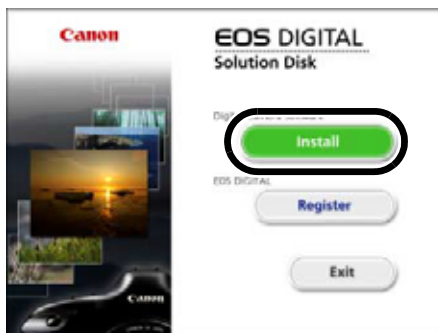 Canon
EOS DIGITAL
Solution Disk
Install
EOS DIGITAL
Register
Exit
Canon